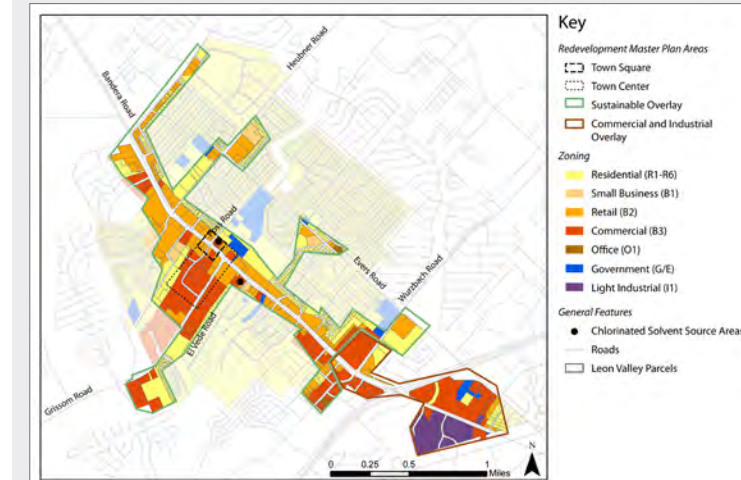 Key
Redevelopment Master Plan Areas
Town Square
Town Center
Sustainable Overlay
Commercial and Industrial
Overlay
Zoning
Residential (R1-R6)
Small Business (B1)
Retail (B2)
Commercial (B3)
Office (O1)
Government (G/E)
Light Industrial (I1)
General Features
Chlorinated Solvent Source Areas
Roads
Leon Valley Parcels
Bandera Road
Heubner Road
Road
Evers Road
Wurzbach Road
El Vede Road
Grissom Road
N
0 0.25 0.5 1
Miles